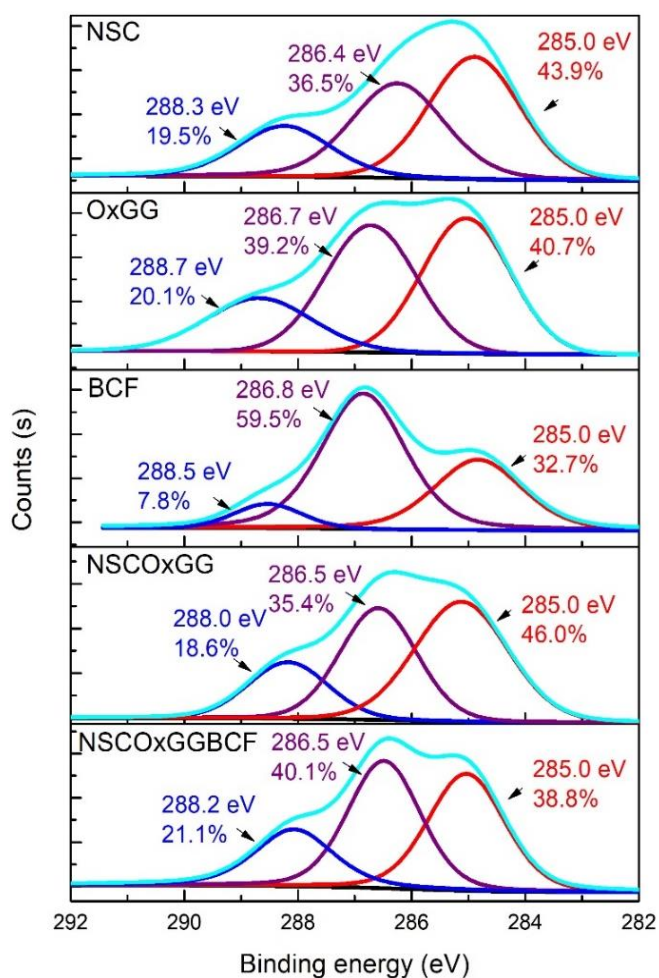 NSC
285.0 eV
43.9%
286.4 eV
36.5%
288.3 eV
19.5%
OxGG
285.0 eV
40.7%
286.7 eV
39.2%
288.7 eV
20.1%
BCF
286.8 eV
59.5%
285.0 eV
32.7%
288.5 eV
7.8%
NSCOxGG
286.5 eV
35.4%
285.0 eV
46.0%
288.0 eV
18.6%
NSCOxGGBCF
286.5 eV
40.1%
285.0 eV
38.8%
288.2 eV
21.1%
Counts (s)
292 290 288 286 284 282
Binding energy (eV)